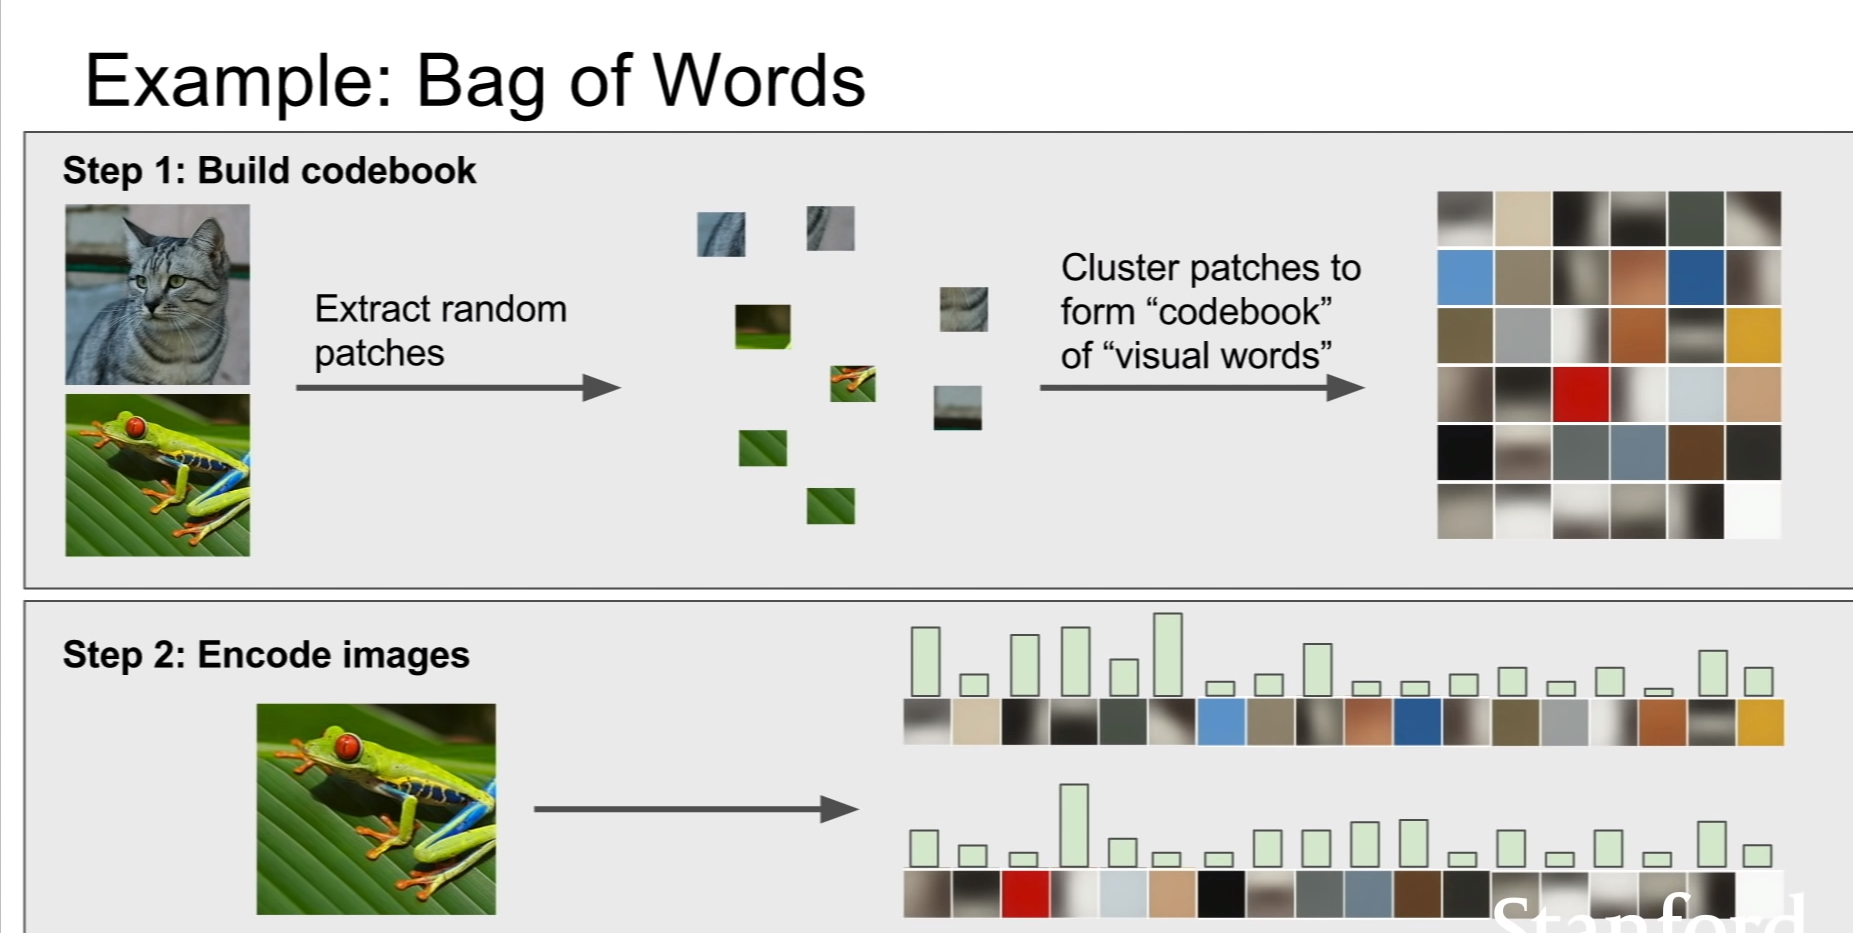 Example: Bag of Words
Step 1: Build codebook
Extract random
patches
Cluster patches to
form “codebook”
of “visual words”
Step 2: Encode images
Stanford